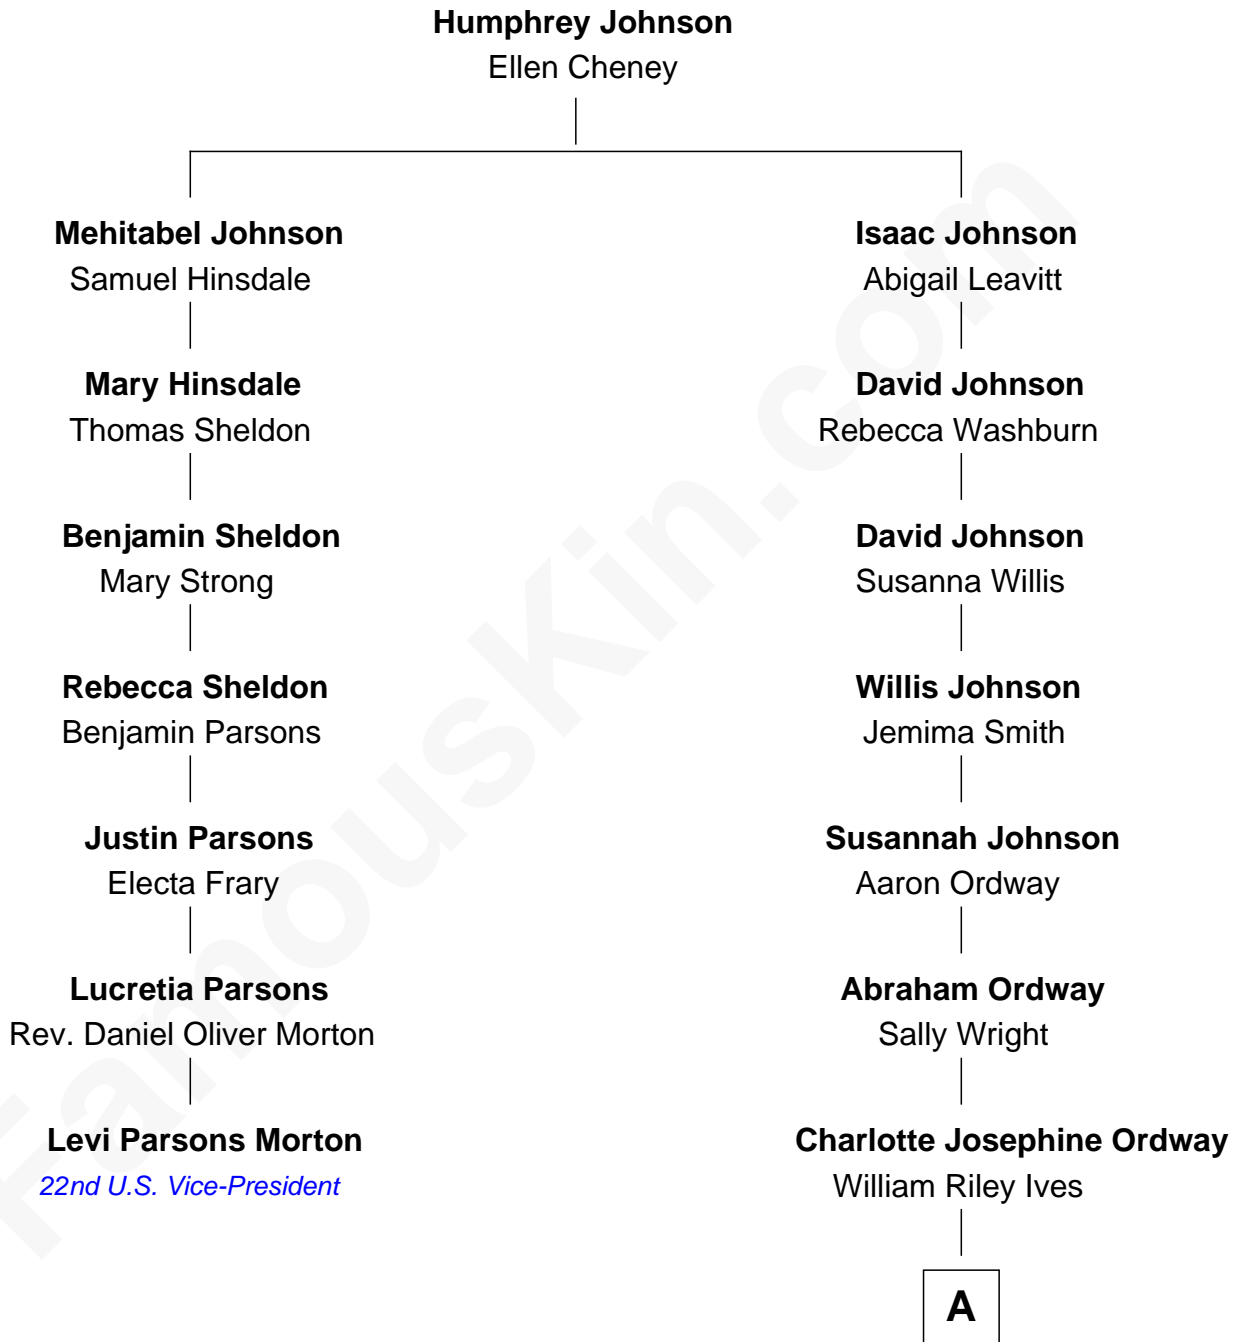 Humphrey Johnson
Ellen Cheney
Mehitabel Johnson
Samuel Hinsdale
Isaac Johnson
Abigail Leavitt
Mary Hinsdale
Thomas Sheldon
David Johnson
Rebecca Washburn
Benjamin Sheldon
Mary Strong
David Johnson
Susanna Willis
Rebecca Sheldon
Benjamin Parsons
Willis Johnson
Jemima Smith
Justin Parsons
Electa Frary
Susannah Johnson
Aaron Ordway
Lucretia Parsons
Rev. Daniel Oliver Morton
Abraham Ordway
Sally Wright
Levi Parsons Morton
22nd U.S. Vice-President
Charlotte Josephine Ordway
William Riley Ives
A
FamousKin.com